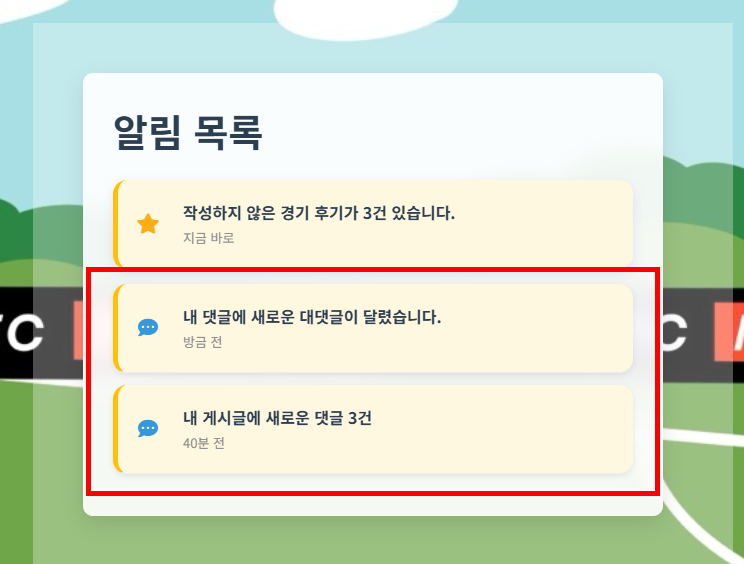 알림 목록
작성하지 않은 경기 후기가 3건 있습니다.
지금 바로
내 댓글에 새로운 대댓글이 달렸습니다.
방금 전
내 게시글에 새로운 댓글 3건
40분 전